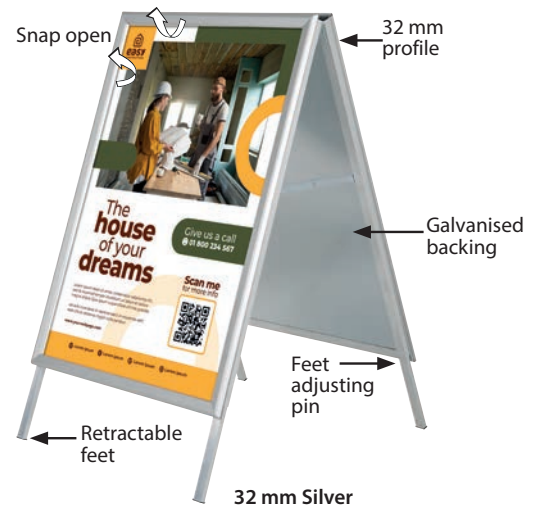 Snap open
32 mm
profile
easy
The
house
of your
dreams
Give us a call
01 800 234 567
Scan me
for more info
Galvanised
backing
Feet
adjusting
pin
Retractable
feet
32 mm Silver